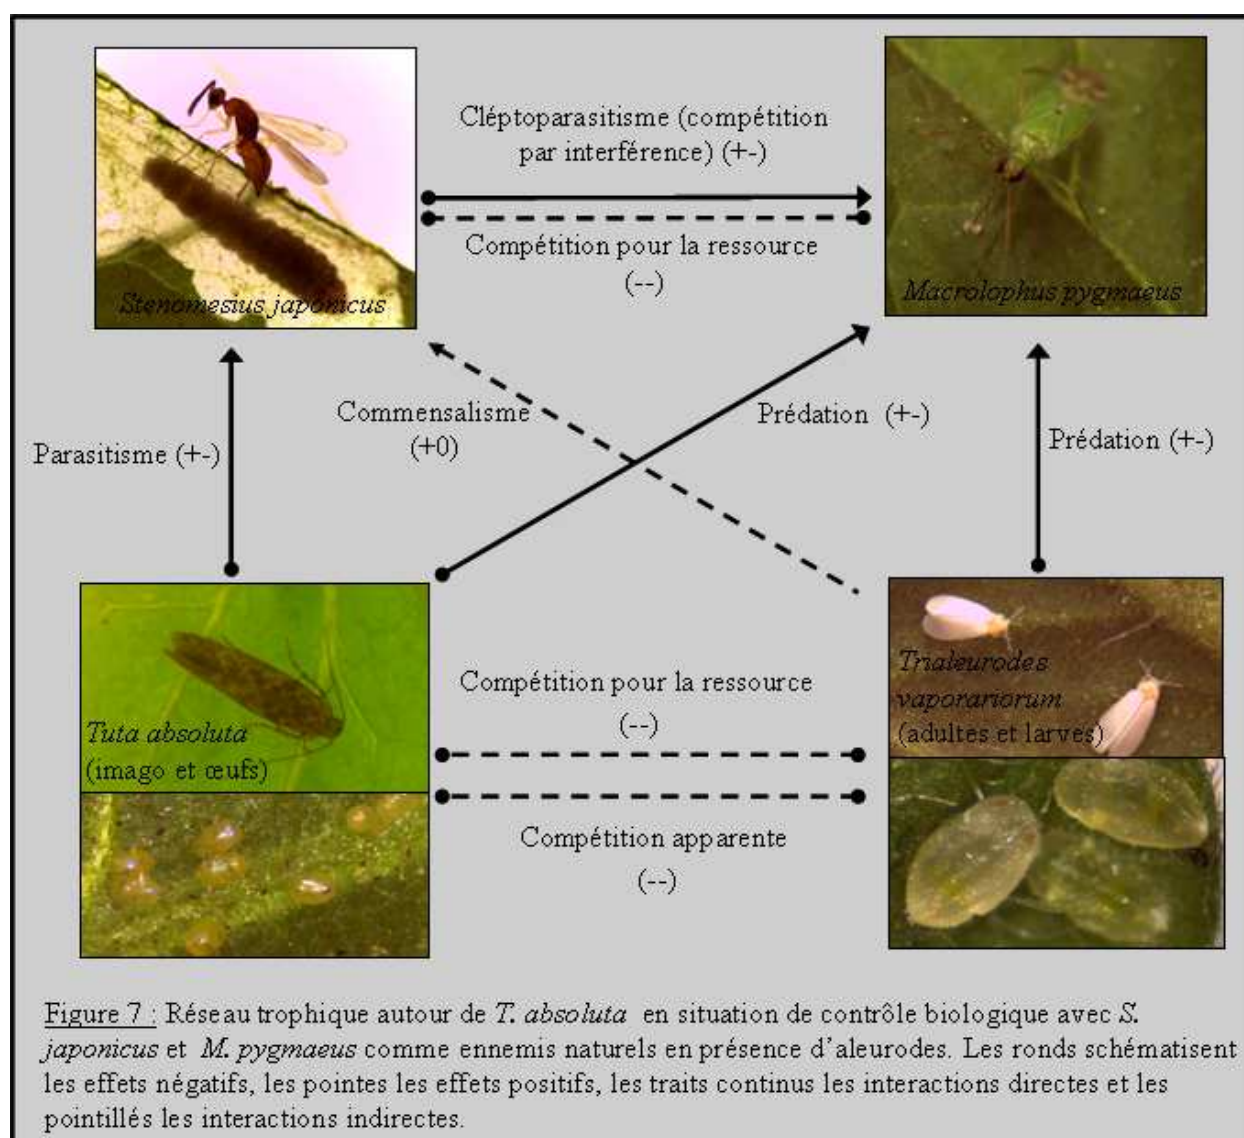 Cléptoparasitisme (compétition
par interférence) (+-)
Compétition pour la ressource
(--)
Stenomesius japonicus
Macrolophus pygmaeus
Commensalisme
(+0)
Prédation (+-)
Parasitisme (+-)
Prédation (+-)
Compétition pour la ressource
(--)
Tuta absoluta
(imago et œufs)
Trialeurodes
vaporariorum
(adultes et larves)
Compétition apparente
(--)
Figure 7 : Réseau trophique autour de T. absoluta en situation de contrôle biologique avec S.
japonicus et M. pygmaeus comme ennemis naturels en présence d'aleurodes. Les ronds schématisent
les effets négatifs, les pointes les effets positifs, les traits continus les interactions directes et les
pointillés les interactions indirectes.